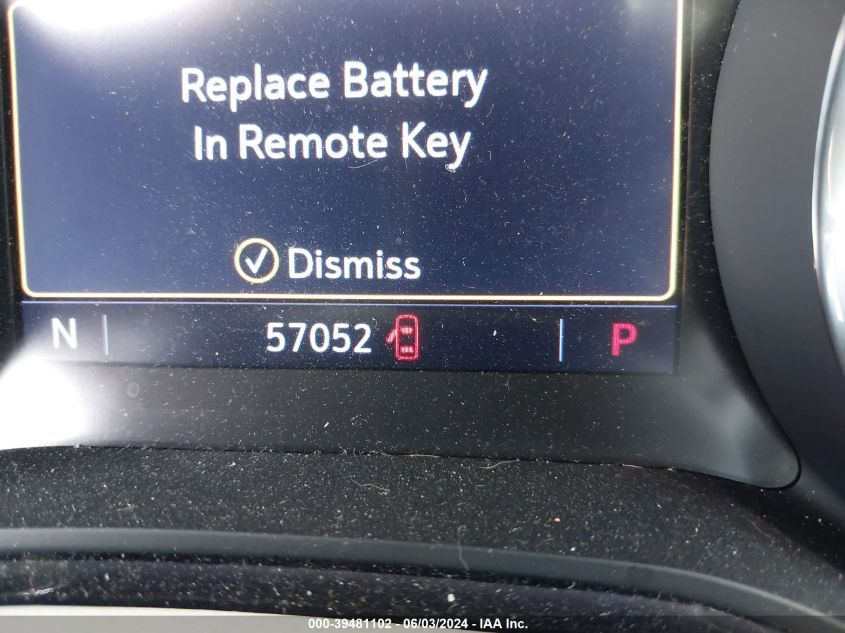 Replace Battery
In Remote Key
Dismiss
N 57052 P
000-39481102 - 06/03/2024 - IAA Inc.